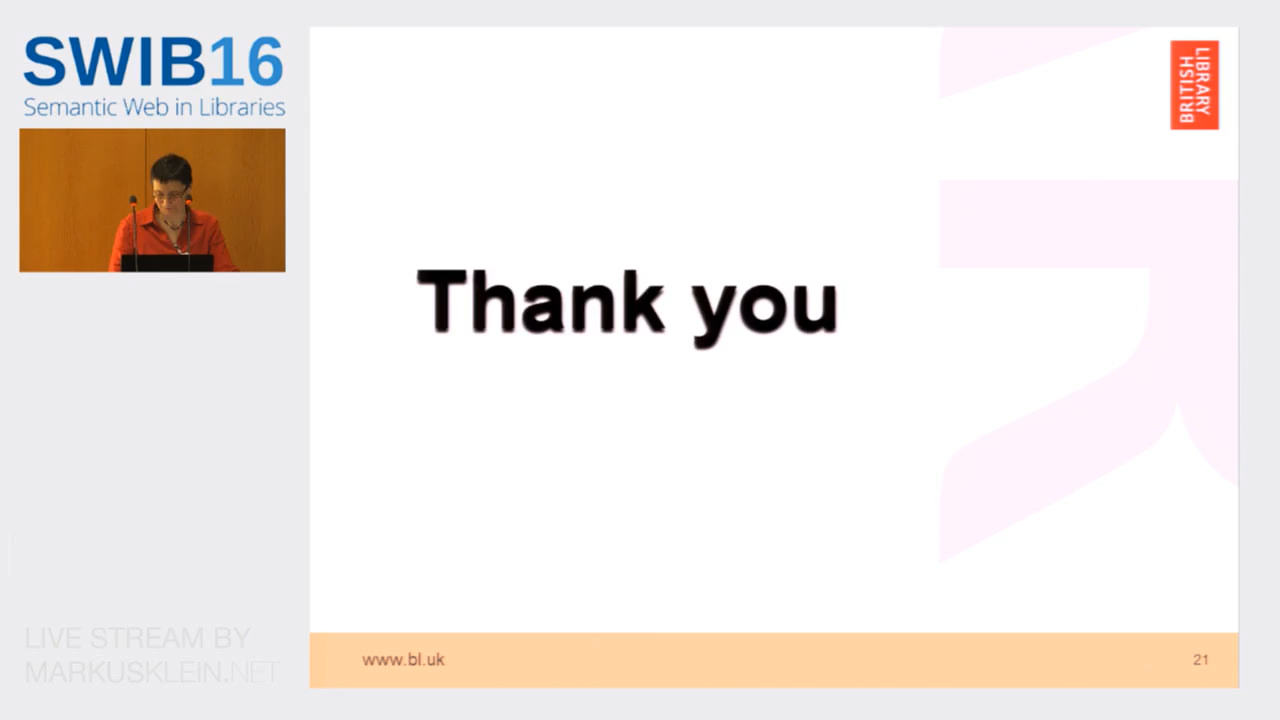 SWIB16
Semantic Web in Libraries
LIBRARY
BRITISH
Thank you
www.bl.uk
21
LIVE STREAM BY
MARKUSKLEIN.NET